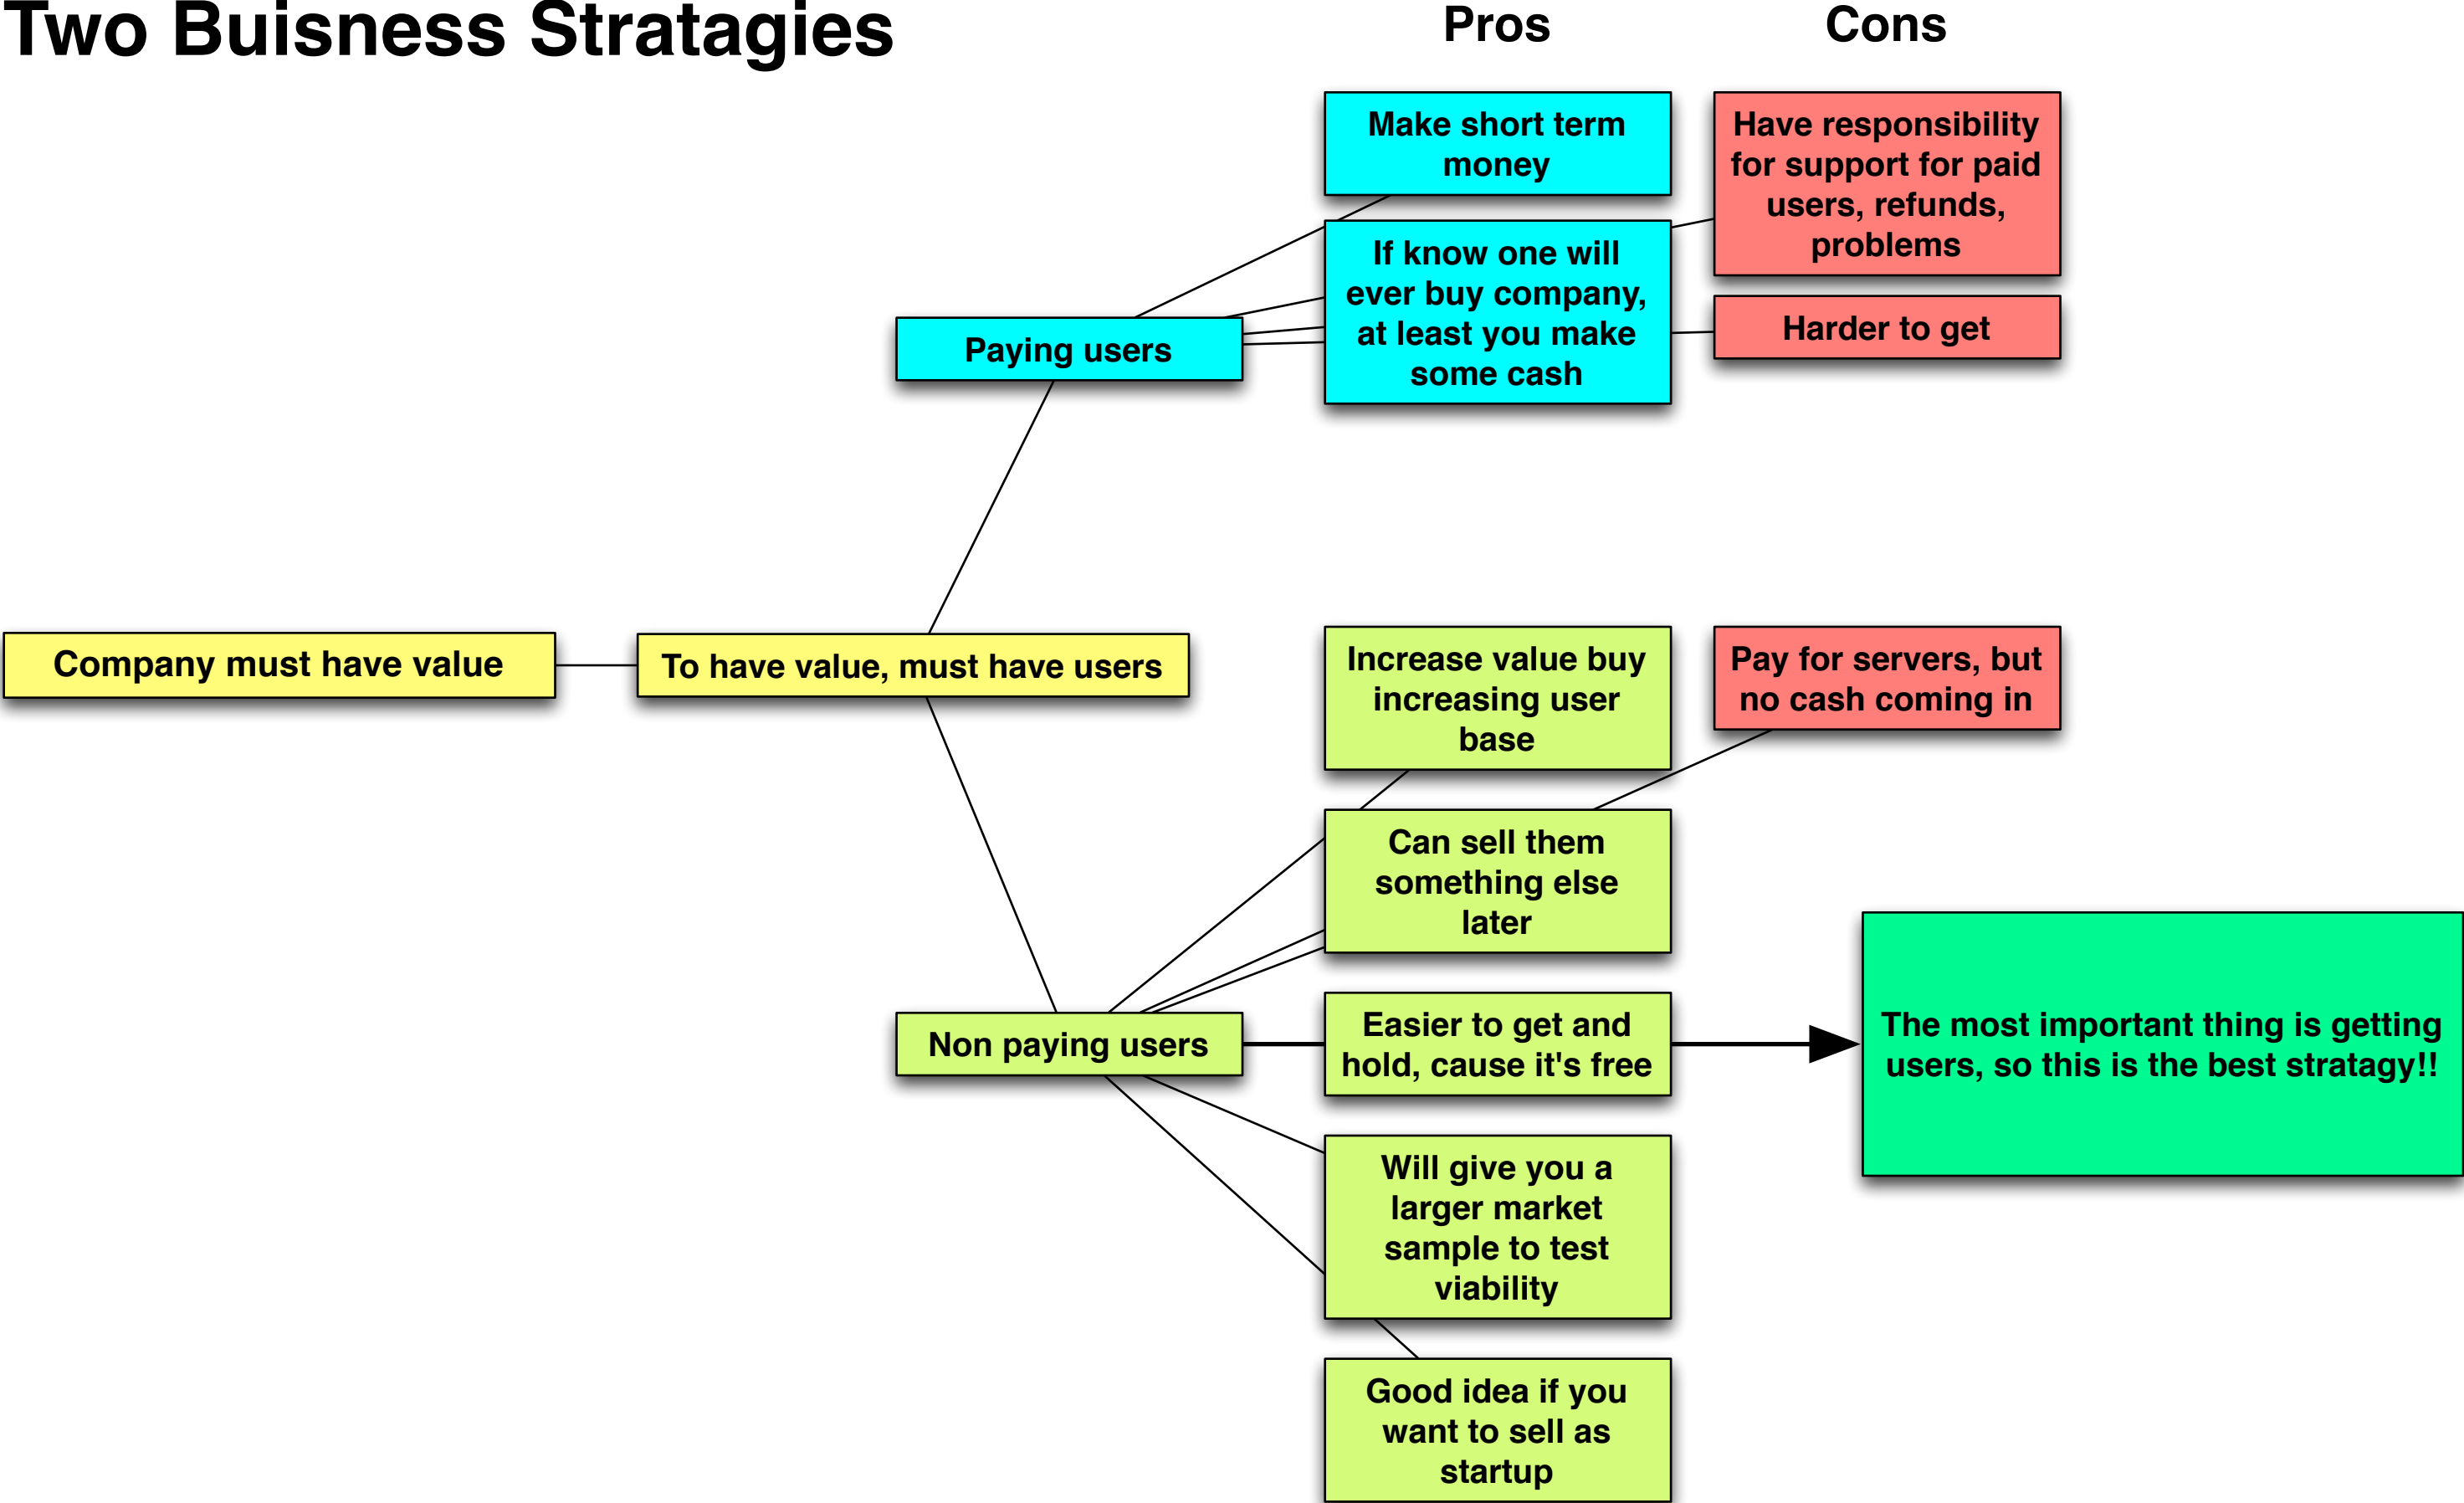 Two Buisness Stratagies
Pros
Cons
Make short term
money
Have responsibility
for support for paid
users, refunds,
problems
If know one will
ever buy company,
at least you make
some cash
Harder to get
Paying users
Company must have value
To have value, must have users
Increase value buy
increasing user
base
Pay for servers, but
no cash coming in
Can sell them
something else
later
Non paying users
Easier to get and
hold, cause it's free
The most important thing is getting
users, so this is the best stratagy!!
Will give you a
larger market
sample to test
viability
Good idea if you
want to sell as
startup